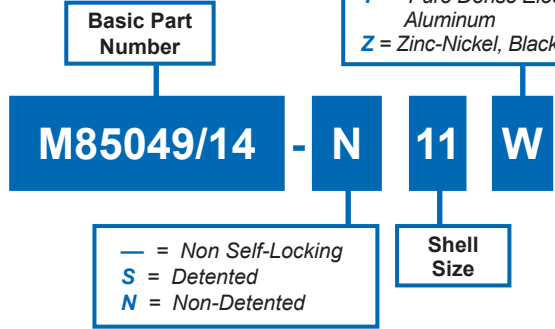 Basic Part
Number
Aluminum
Z = Zinc-Nickel, Black
M85049/14 - N 11 W
— = Non Self-Locking
S = Detented
N = Non-Detented
Shell
Size